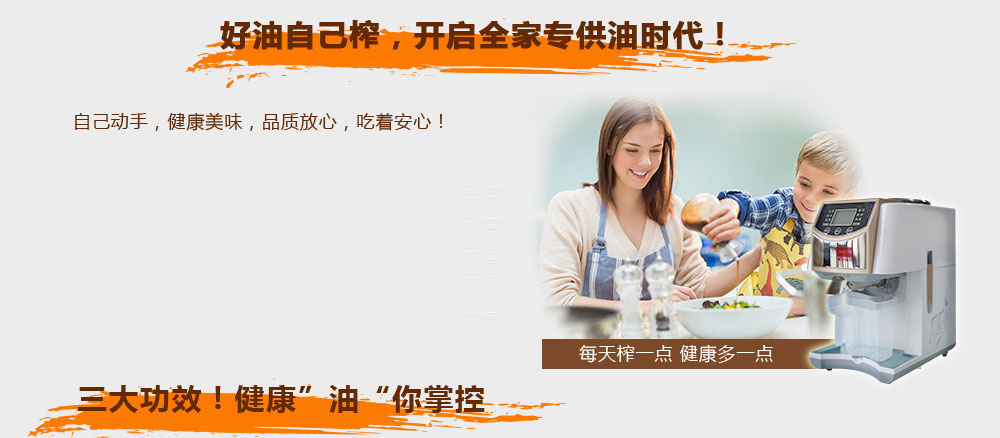 好油自己榨，开启全家专供油时代！
自己动手，健康美味，品质放心，吃着安心！
每天榨一点 健康多一点
三大功效！健康”油“你掌控